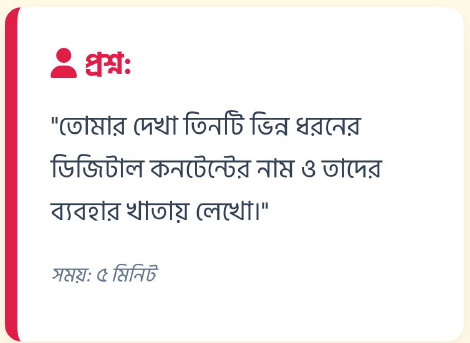 প্রশ্ন:
"তোমার দেখা তিনটি ভিন্ন ধরনের
ডিজিটাল কনটেন্টের নাম ও তাদের
ব্যবহার খাতায় লেখো।"
সময়: ৫ মিনিট